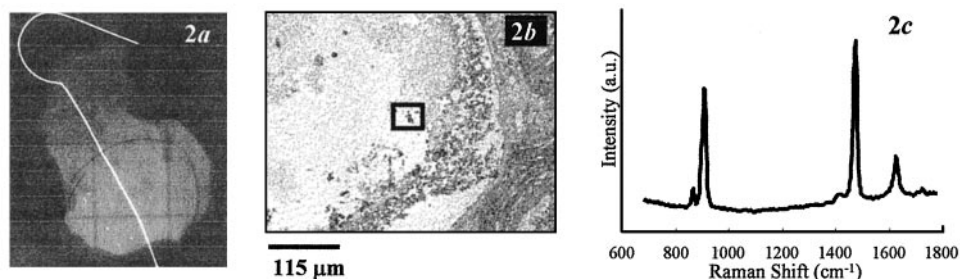 2a
2b
115 μm
2c
Intensity (a.u.)
600 800 1000 1200 1400 1600 1800
Raman Shift (cm⁻¹)